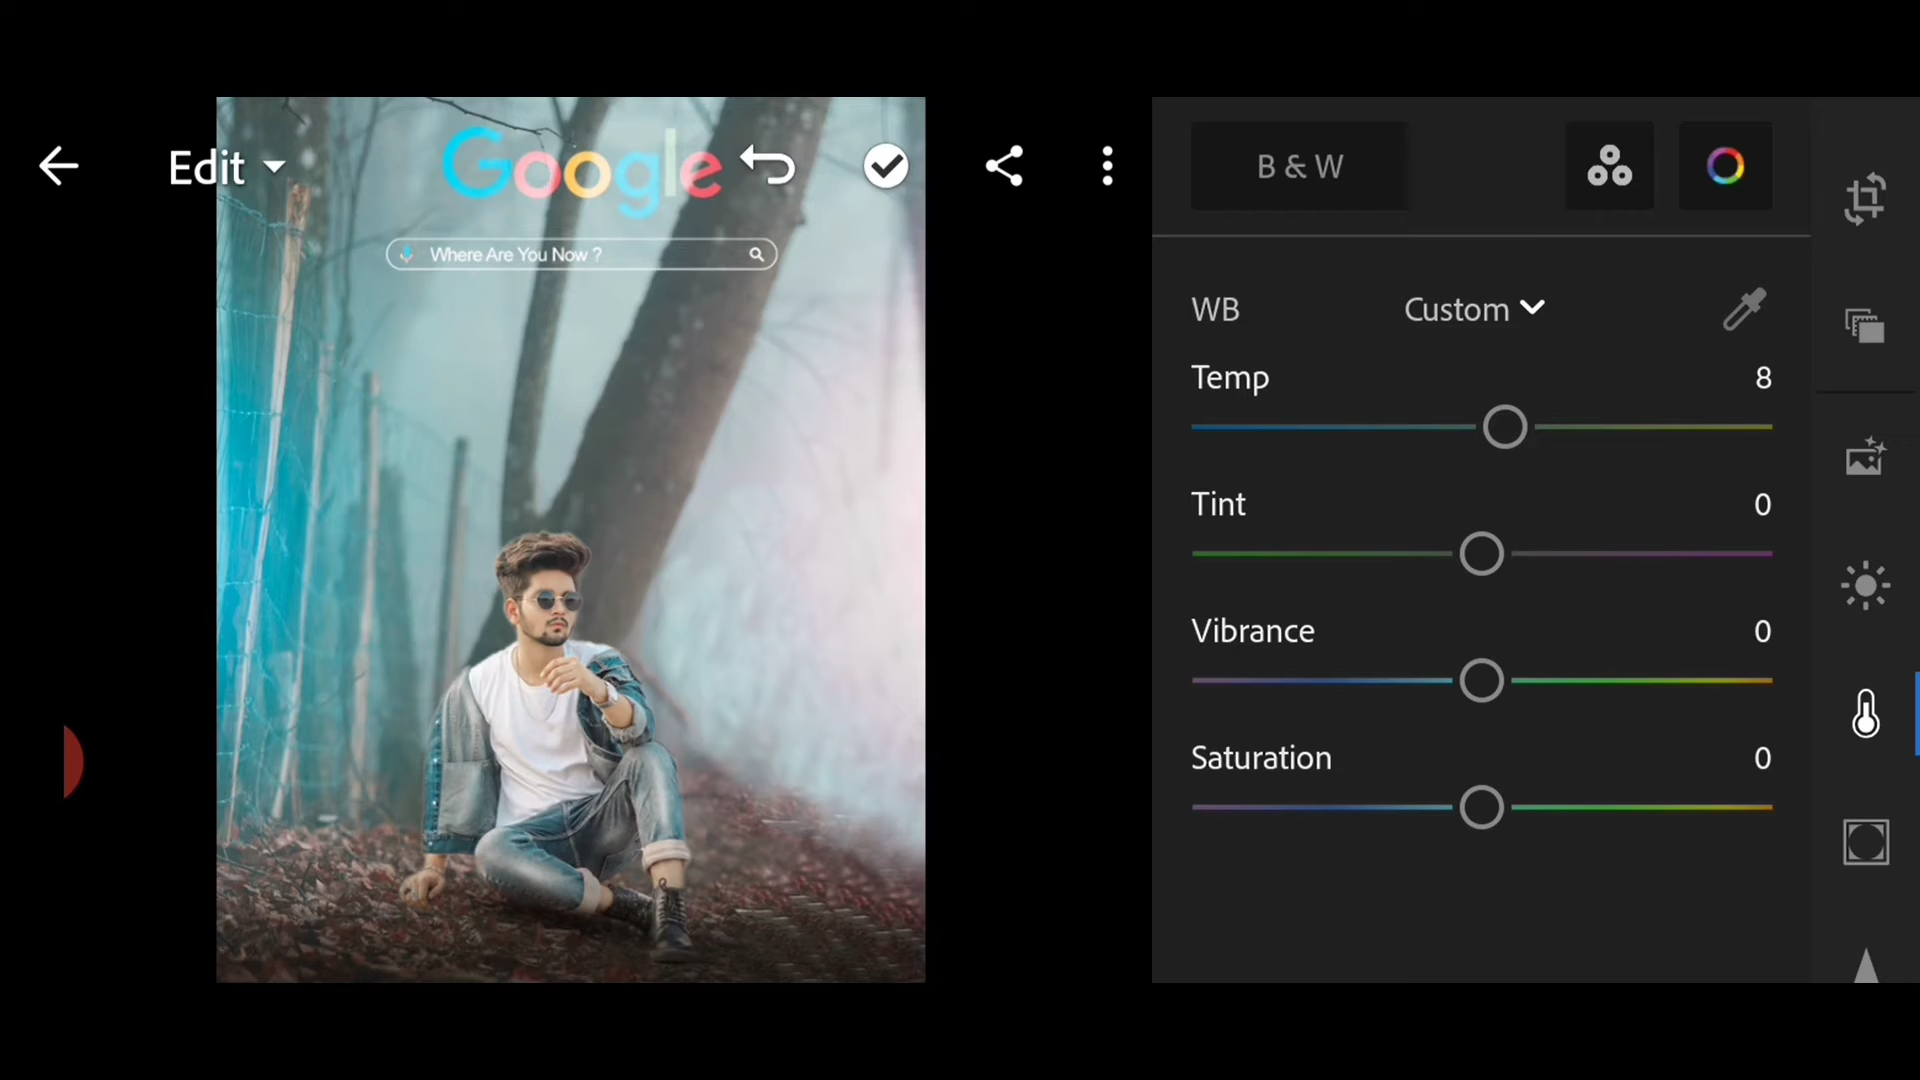 Edit
Google
Where Are You Now ?
B & W
WB Custom
Temp 8
Tint 0
Vibrance 0
Saturation 0